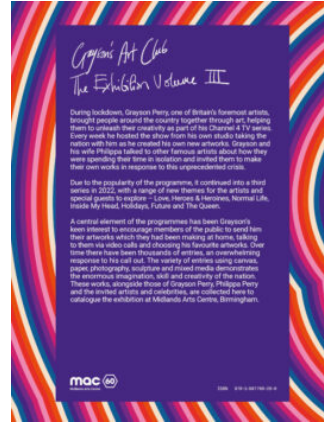 Grayson's Art Club
The Exhibition Volume III
During lockdown, Grayson Perry, one of Britain's foremost artists,
brought people around the country together through art, helping
them to unleash their creativity as part of his Channel 4 TV series.
Every week he hosted the show from his own studio taking the
nation with him as he created his own new artworks. Grayson and
his wife Philippa talked to other famous artists about how they
were spending their time in isolation and invited them to make
their own works in response to this unprecedented crisis.
Due to the popularity of the programme, it continued into a third
series in 2022, with a range of new themes for the artists and
special guests to explore – Love, Heroes & Heroines, Normal Life,
Inside My Head, Holidays, Future and The Queen.
A central element of the programmes has been Grayson's
keen interest to encourage members of the public to send him
their artworks which they had been making at home, talking
to them via video calls and choosing his favourite artworks. Over
time there have been thousands of entries, an overwhelming
response to his call out. The variety of entries using canvas,
paper, photography, sculpture and mixed media demonstrates
the enormous imagination, skill and creativity of the nation.
These works, alongside those of Grayson Perry, Philippa Perry
and the invited artists and celebrities, are collected here to
catalogue the exhibition at Midlands Arts Centre, Birmingham.
mac 60
Midlands Arts Centre
ISBN